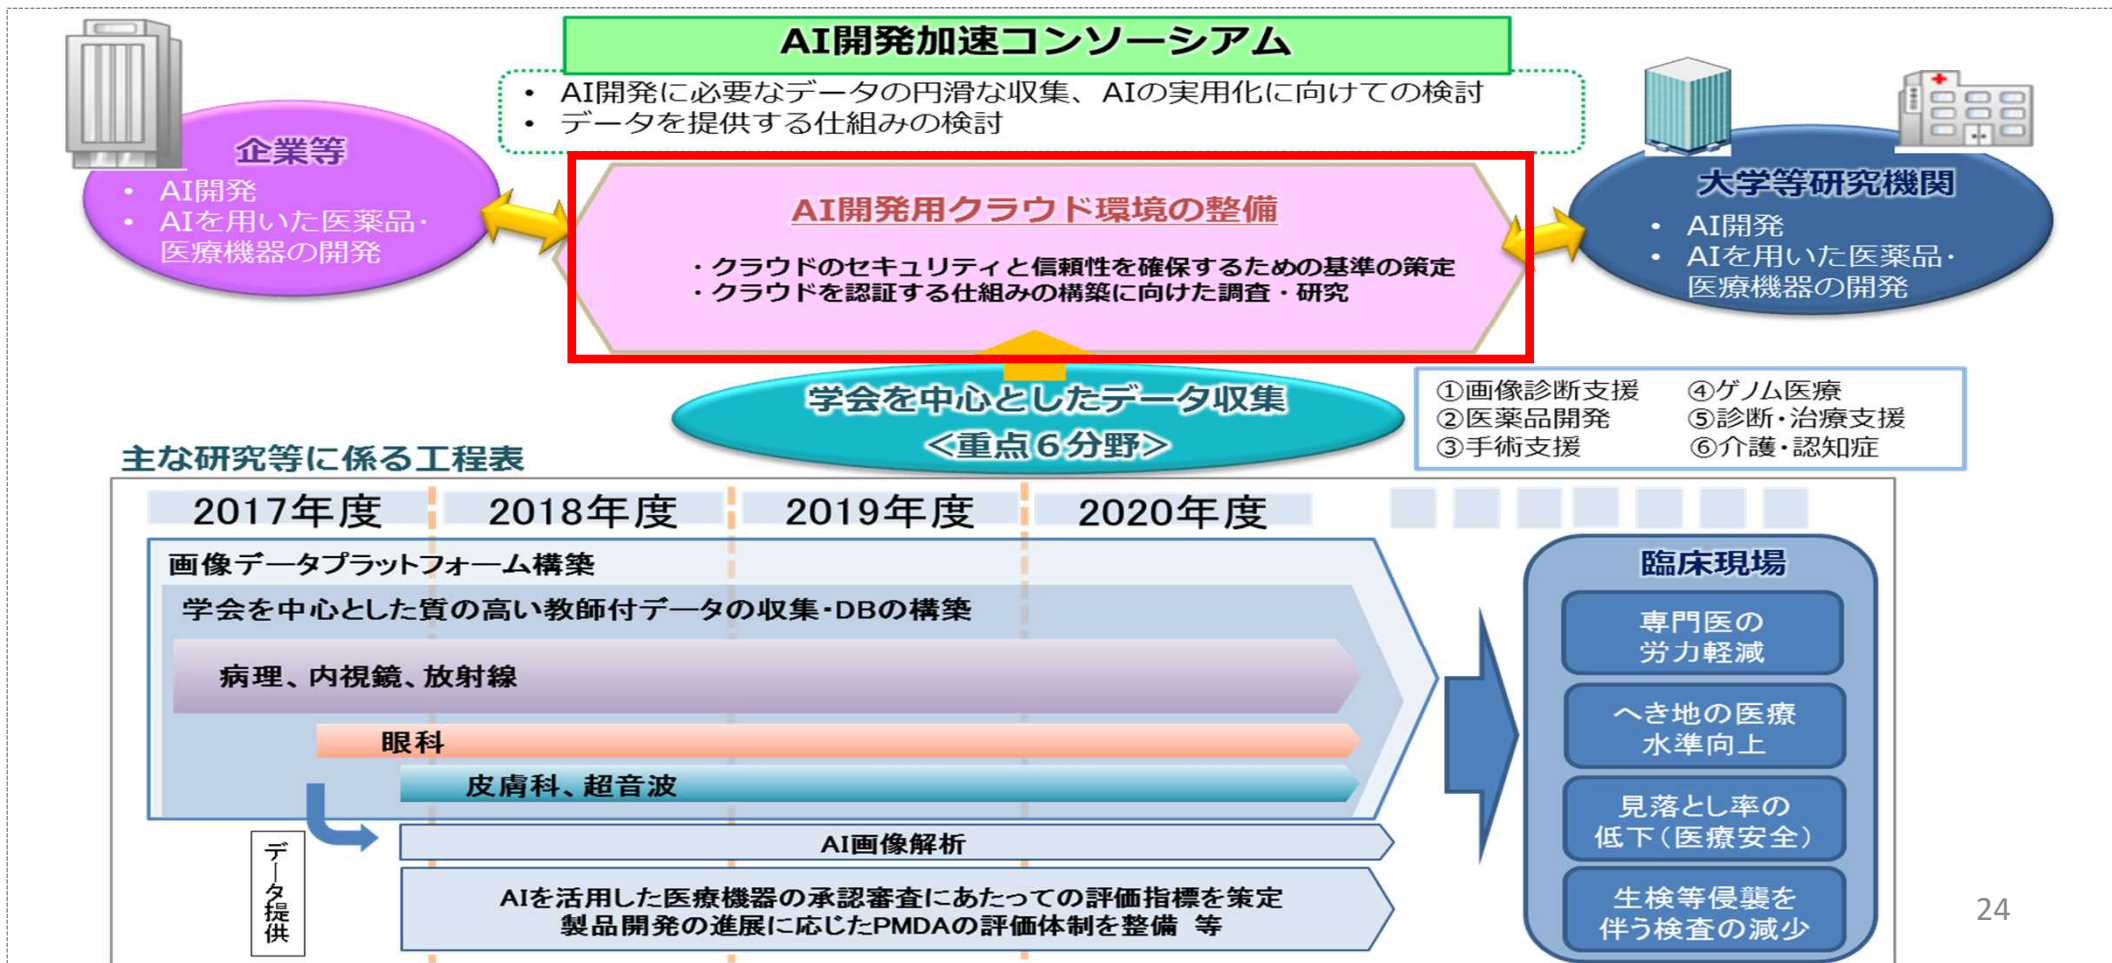 AI開発加速コンソーシアム
• AI開発に必要なデータの円滑な収集、AIの実用化に向けての検討
• データを提供する仕組みの検討
企業等
• AI開発
• AIを用いた医薬品・
医療機器の開発
AI開発用クラウド環境の整備
・クラウドのセキュリティと信頼性を確保するための基準の策定
・クラウドを認証する仕組みの構築に向けた調査・研究
大学等研究機関
• AI開発
• AIを用いた医薬品・
医療機器の開発
学会を中心としたデータ収集
<重点6分野>
①画像診断支援 ④ゲノム医療
②医薬品開発 ⑤診断・治療支援
③手術支援 ⑥介護・認知症
主な研究等に係る工程表
2017年度 2018年度 2019年度 2020年度
画像データプラットフォーム構築
学会を中心とした質の高い教師付データの収集・DBの構築
病理、内視鏡、放射線
眼科
皮膚科、超音波
データ提供
AI画像解析
AIを活用した医療機器の承認審査にあたっての評価指標を策定
製品開発の進展に応じたPMDAの評価体制を整備 等
臨床現場
専門医の
労力軽減
へき地の医療
水準向上
見落とし率の
低下(医療安全)
生検等侵襲を
伴う検査の減少
24